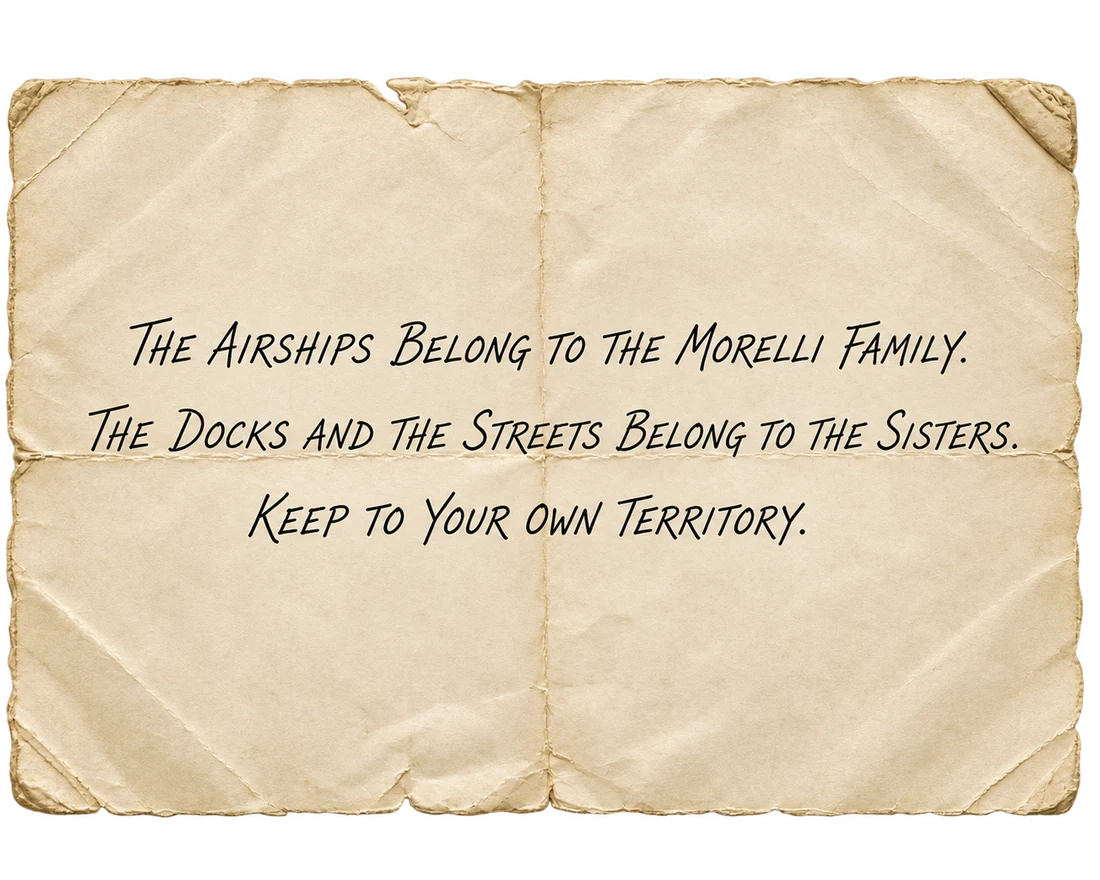 The Airships Belong to the Morelli Family.
The Docks and the Streets Belong to the Sisters.
Keep to Your Own Territory.